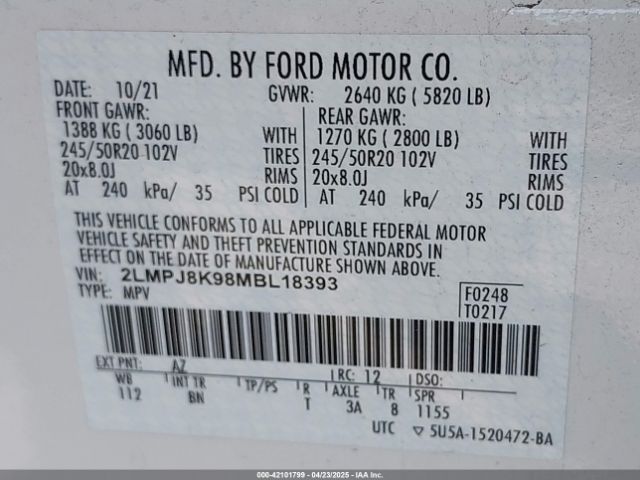 MFD. BY FORD MOTOR CO.
DATE: 10/21 GVWR: 2640 KG ( 5820 LB)
FRONT GAWR: REAR GAWR:
1388 KG ( 3060 LB) WITH 1270 KG ( 2800 LB) WITH
245/50R20 102V TIRES 245/50R20 102V TIRES
20x8.0J RIMS 20x8.0J RIMS
AT 240 kPa/ 35 PSI COLD AT 240 kPa/ 35 PSI COLD
THIS VEHICLE CONFORMS TO ALL APPLICABLE FEDERAL MOTOR
VEHICLE SAFETY AND THEFT PREVENTION STANDARDS IN
EFFECT ON THE DATE OF MANUFACTURE SHOWN ABOVE.
VIN: 2LMPJ8K98MBL18393
TYPE: MPV
F0248
T0217
EXT PNT: AZ RC: 12 DSO:
WB INT TR TP/PS R AXLE TR SPR
112 BN T 3A 8 1155
UTC ▽ 5U5A-1520472-BA
000-42101799 - 04/23/2025 - IAAI.com